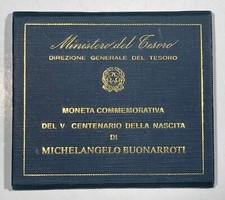 Ministero del Tesoro
DIREZIONE GENERALE DEL TESORO
MONETA COMMEMORATIVA
DEL V CENTENARIO DELLA NASCITA
DI
MICHELANGELO BUONARROTI